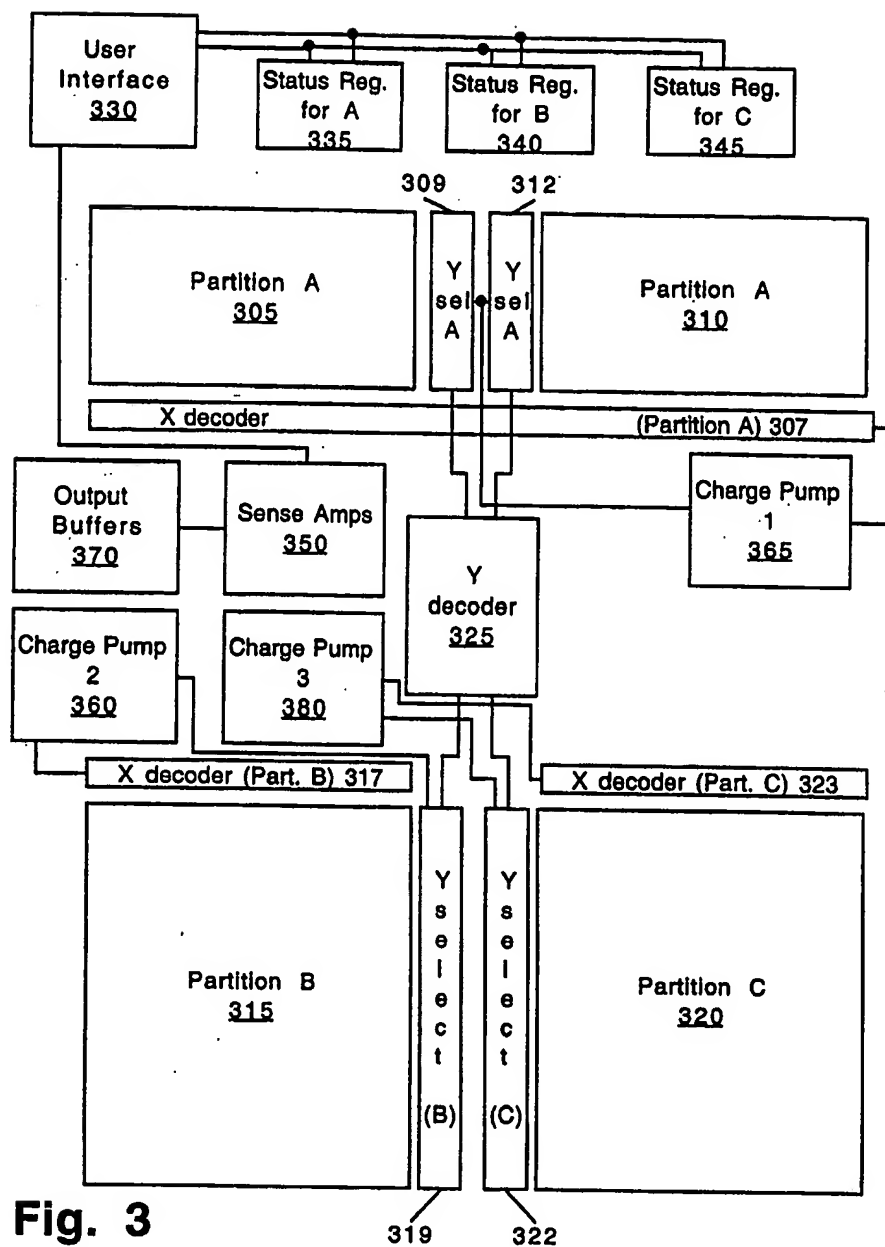 User
Interface
330
Status Reg.
for A
335
Status Reg.
for B
340
Status Reg.
for C
345
309
312
Partition A
305
Y
sel
A
Y
sel
A
Partition A
310
X decoder
(Partition A) 307
Output
Buffers
370
Sense Amps
350
Y
decoder
325
Charge Pump
1
365
Charge Pump
2
360
Charge Pump
3
380
X decoder (Part. B) 317
X decoder (Part. C) 323
Partition B
315
Y
s
e
l
e
c
t
(B)
Y
s
e
l
e
c
t
(C)
Partition C
320
Fig. 3
319
322